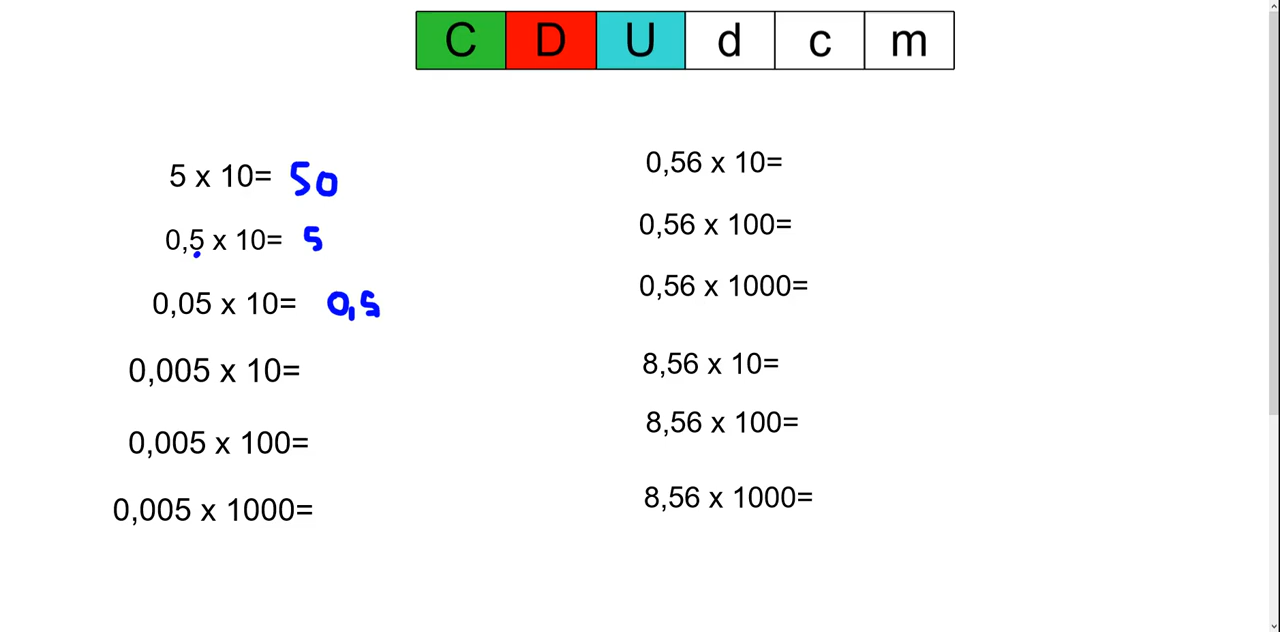 C D U d c m
5 x 10= 50
0,5 x 10= 5
0,05 x 10= 0,5
0,005 x 10=
0,005 x 100=
0,005 x 1000=
0,56 x 10=
0,56 x 100=
0,56 x 1000=
8,56 x 10=
8,56 x 100=
8,56 x 1000=